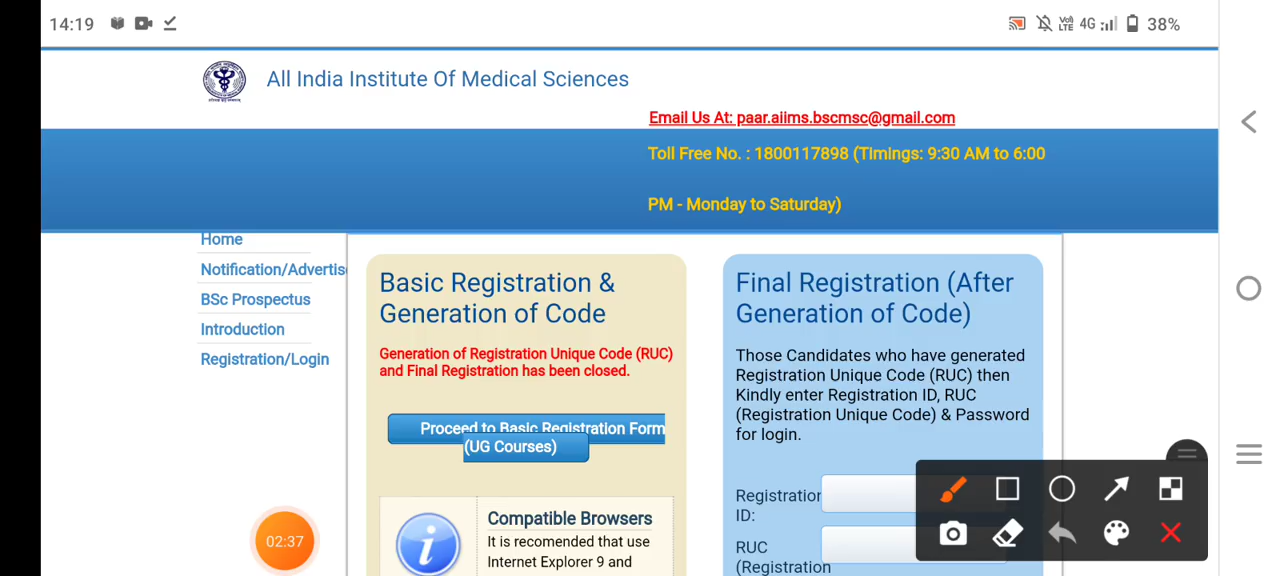 14:19
Vo) LTE 4G 38%
All India Institute Of Medical Sciences
Email Us At: paar.aiims.bscmsc@gmail.com
Toll Free No. : 1800117898 (Timings: 9:30 AM to 6:00
PM - Monday to Saturday)
Home
Notification/Advertis
BSc Prospectus
Introduction
Registration/Login
Basic Registration &
Generation of Code
Generation of Registration Unique Code (RUC)
and Final Registration has been closed.
Proceed to Basic Registration Form
(UG Courses)
Compatible Browsers
It is recomended that use
Internet Explorer 9 and
Final Registration (After
Generation of Code)
Those Candidates who have generated
Registration Unique Code (RUC) then
Kindly enter Registration ID, RUC
(Registration Unique Code) & Password
for login.
Registration
ID:
RUC
(Registration
02:37